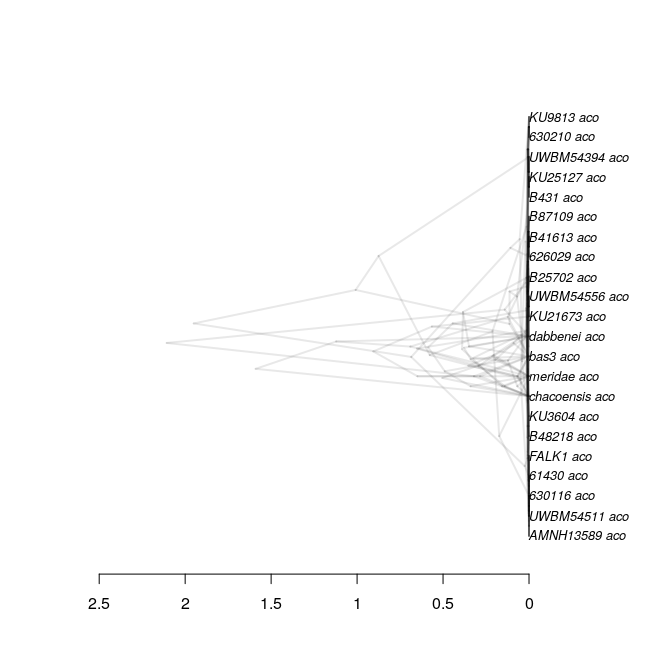 KU9813 aco
630210 aco
UWBM54394 aco
KU25127 aco
B431 aco
B87109 aco
B41613 aco
626029 aco
B25702 aco
UWBM54556 aco
KU21673 aco
dabbenei aco
bas3 aco
meridae aco
chacoensis aco
KU3604 aco
B48218 aco
FALK1 aco
61430 aco
630116 aco
UWBM54511 aco
AMNH13589 aco
2.5 2 1.5 1 0.5 0